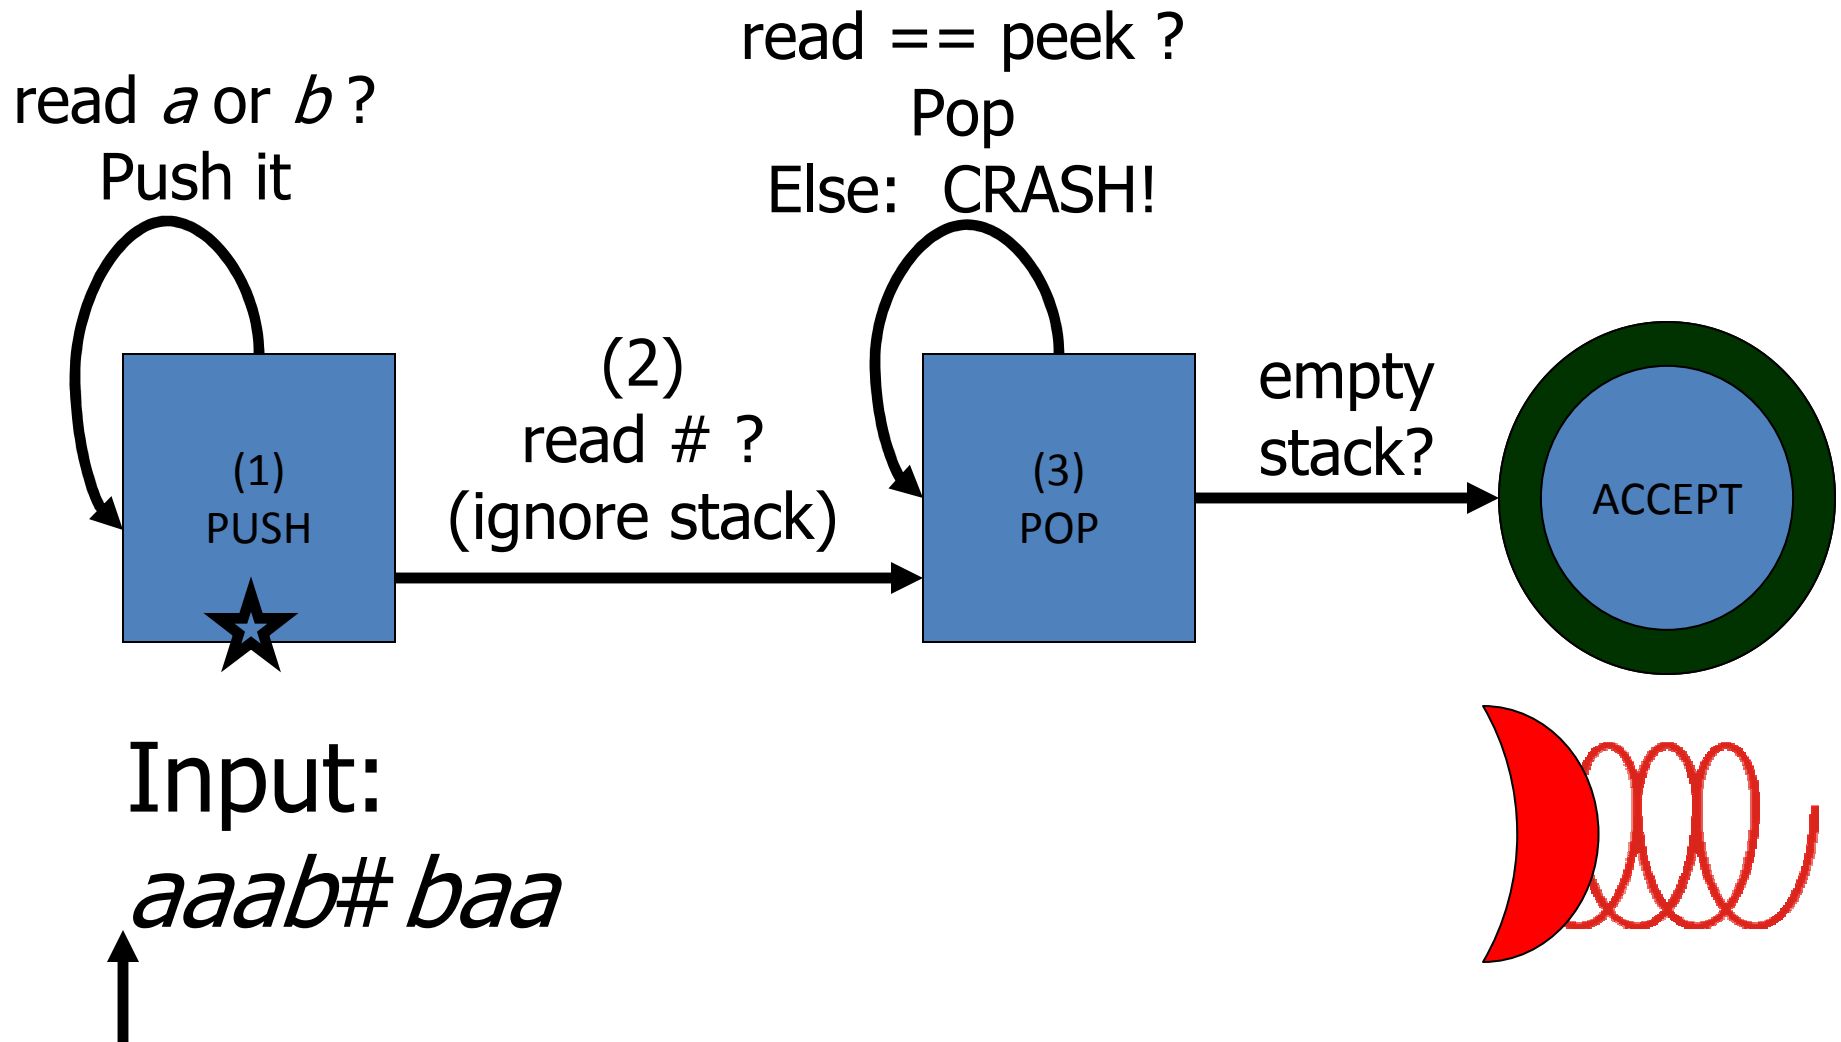 read a or b ?
Push it
read == peek ?
Pop
Else:  CRASH!
(1)
PUSH
(2)
read # ?
(ignore stack)
(3)
POP
empty
stack?
ACCEPT
Input:
aaab#baa